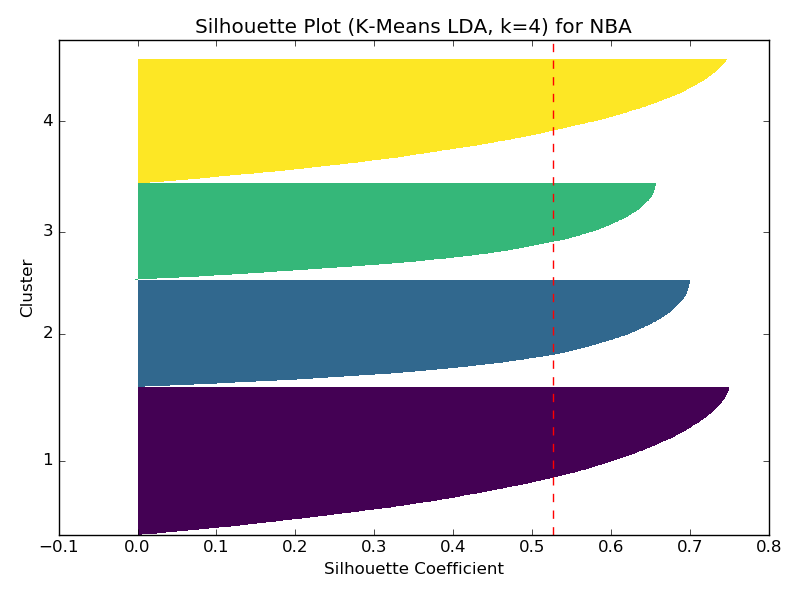 Silhouette Plot (K-Means LDA, k=4) for NBA
4
3
2
1
Cluster
−0.1 0.0 0.1 0.2 0.3 0.4 0.5 0.6 0.7 0.8
Silhouette Coefficient